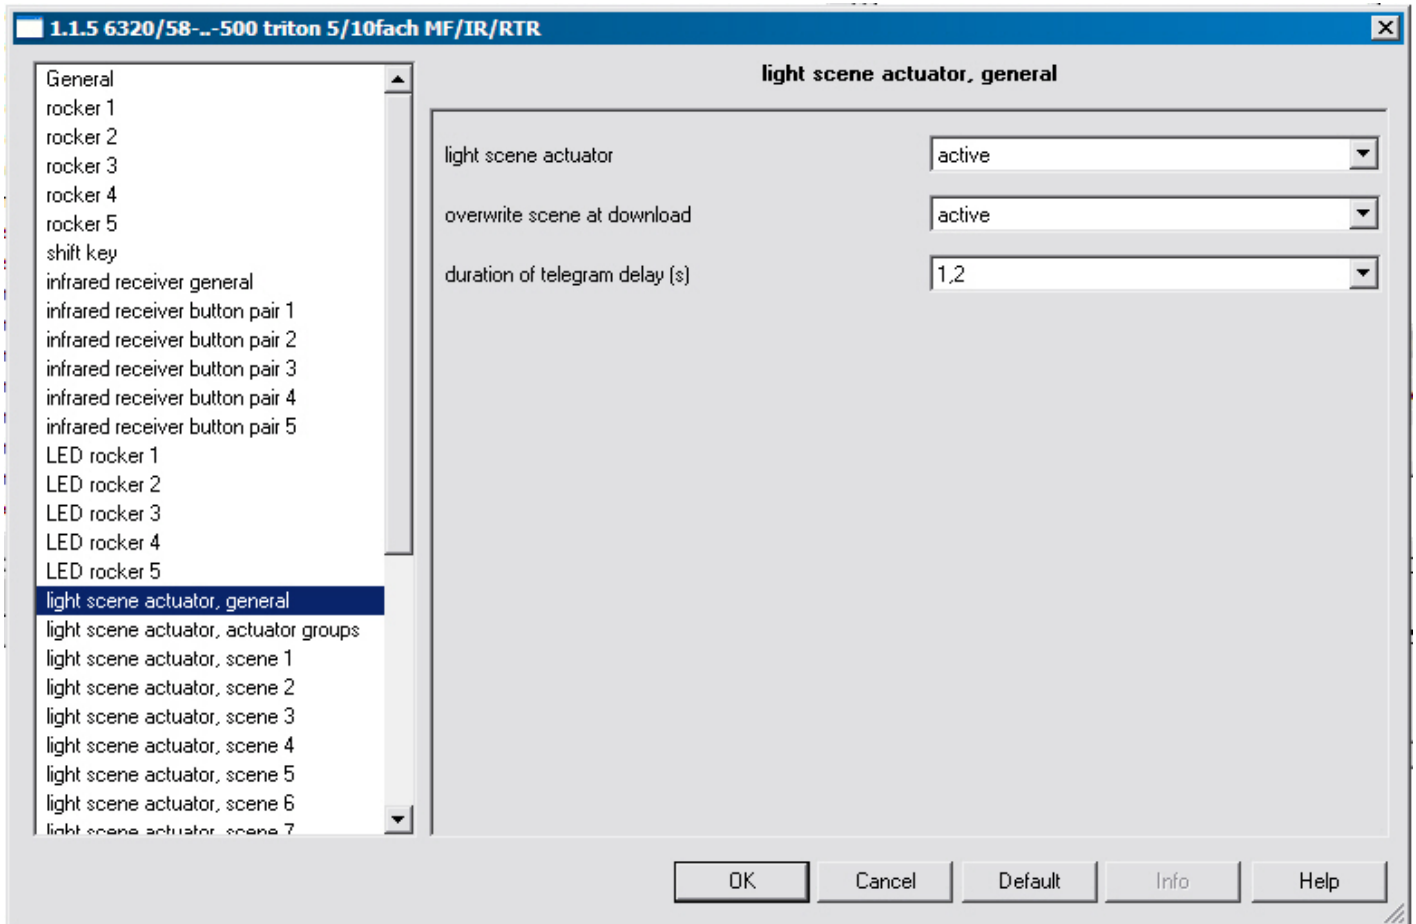 1.1.5 6320/58-..-500 triton 5/10fach MF/IR/RTR
General
rocker 1
rocker 2
rocker 3
rocker 4
rocker 5
shift key
infrared receiver general
infrared receiver button pair 1
infrared receiver button pair 2
infrared receiver button pair 3
infrared receiver button pair 4
infrared receiver button pair 5
LED rocker 1
LED rocker 2
LED rocker 3
LED rocker 4
LED rocker 5
light scene actuator, general
light scene actuator, actuator groups
light scene actuator, scene 1
light scene actuator, scene 2
light scene actuator, scene 3
light scene actuator, scene 4
light scene actuator, scene 5
light scene actuator, scene 6
light scene actuator, scene 7
light scene actuator, general
light scene actuator active
overwrite scene at download active
duration of telegram delay (s) 1,2
OK Cancel Default Info Help